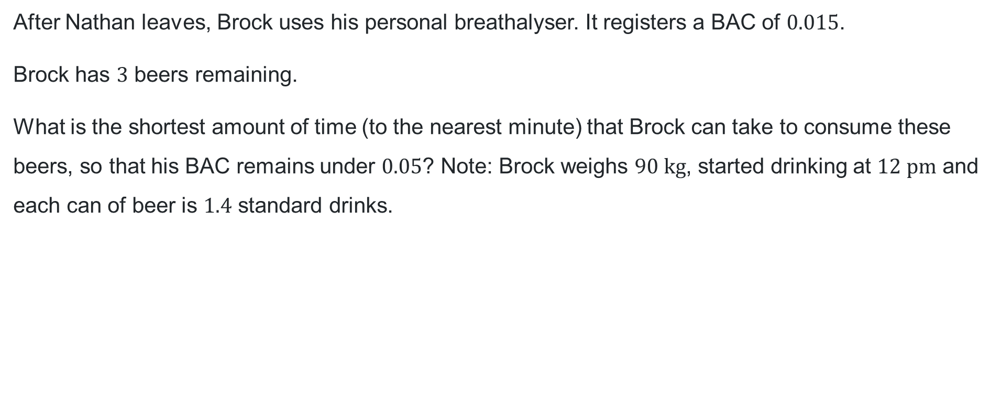 After Nathan leaves, Brock uses his personal breathalyser. It registers a BAC of 0.015.
Brock has 3 beers remaining.
What is the shortest amount of time (to the nearest minute) that Brock can take to consume these
beers, so that his BAC remains under 0.05? Note: Brock weighs 90 kg, started drinking at 12 pm and
each can of beer is 1.4 standard drinks.